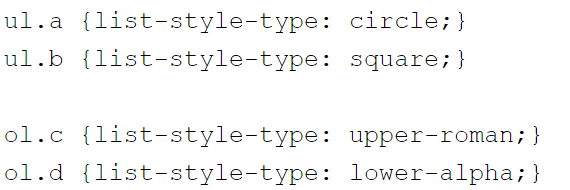 ul.a {list-style-type: circle;}
ul.b {list-style-type: square;}
ol.c {list-style-type: upper-roman;}
ol.d {list-style-type: lower-alpha;}